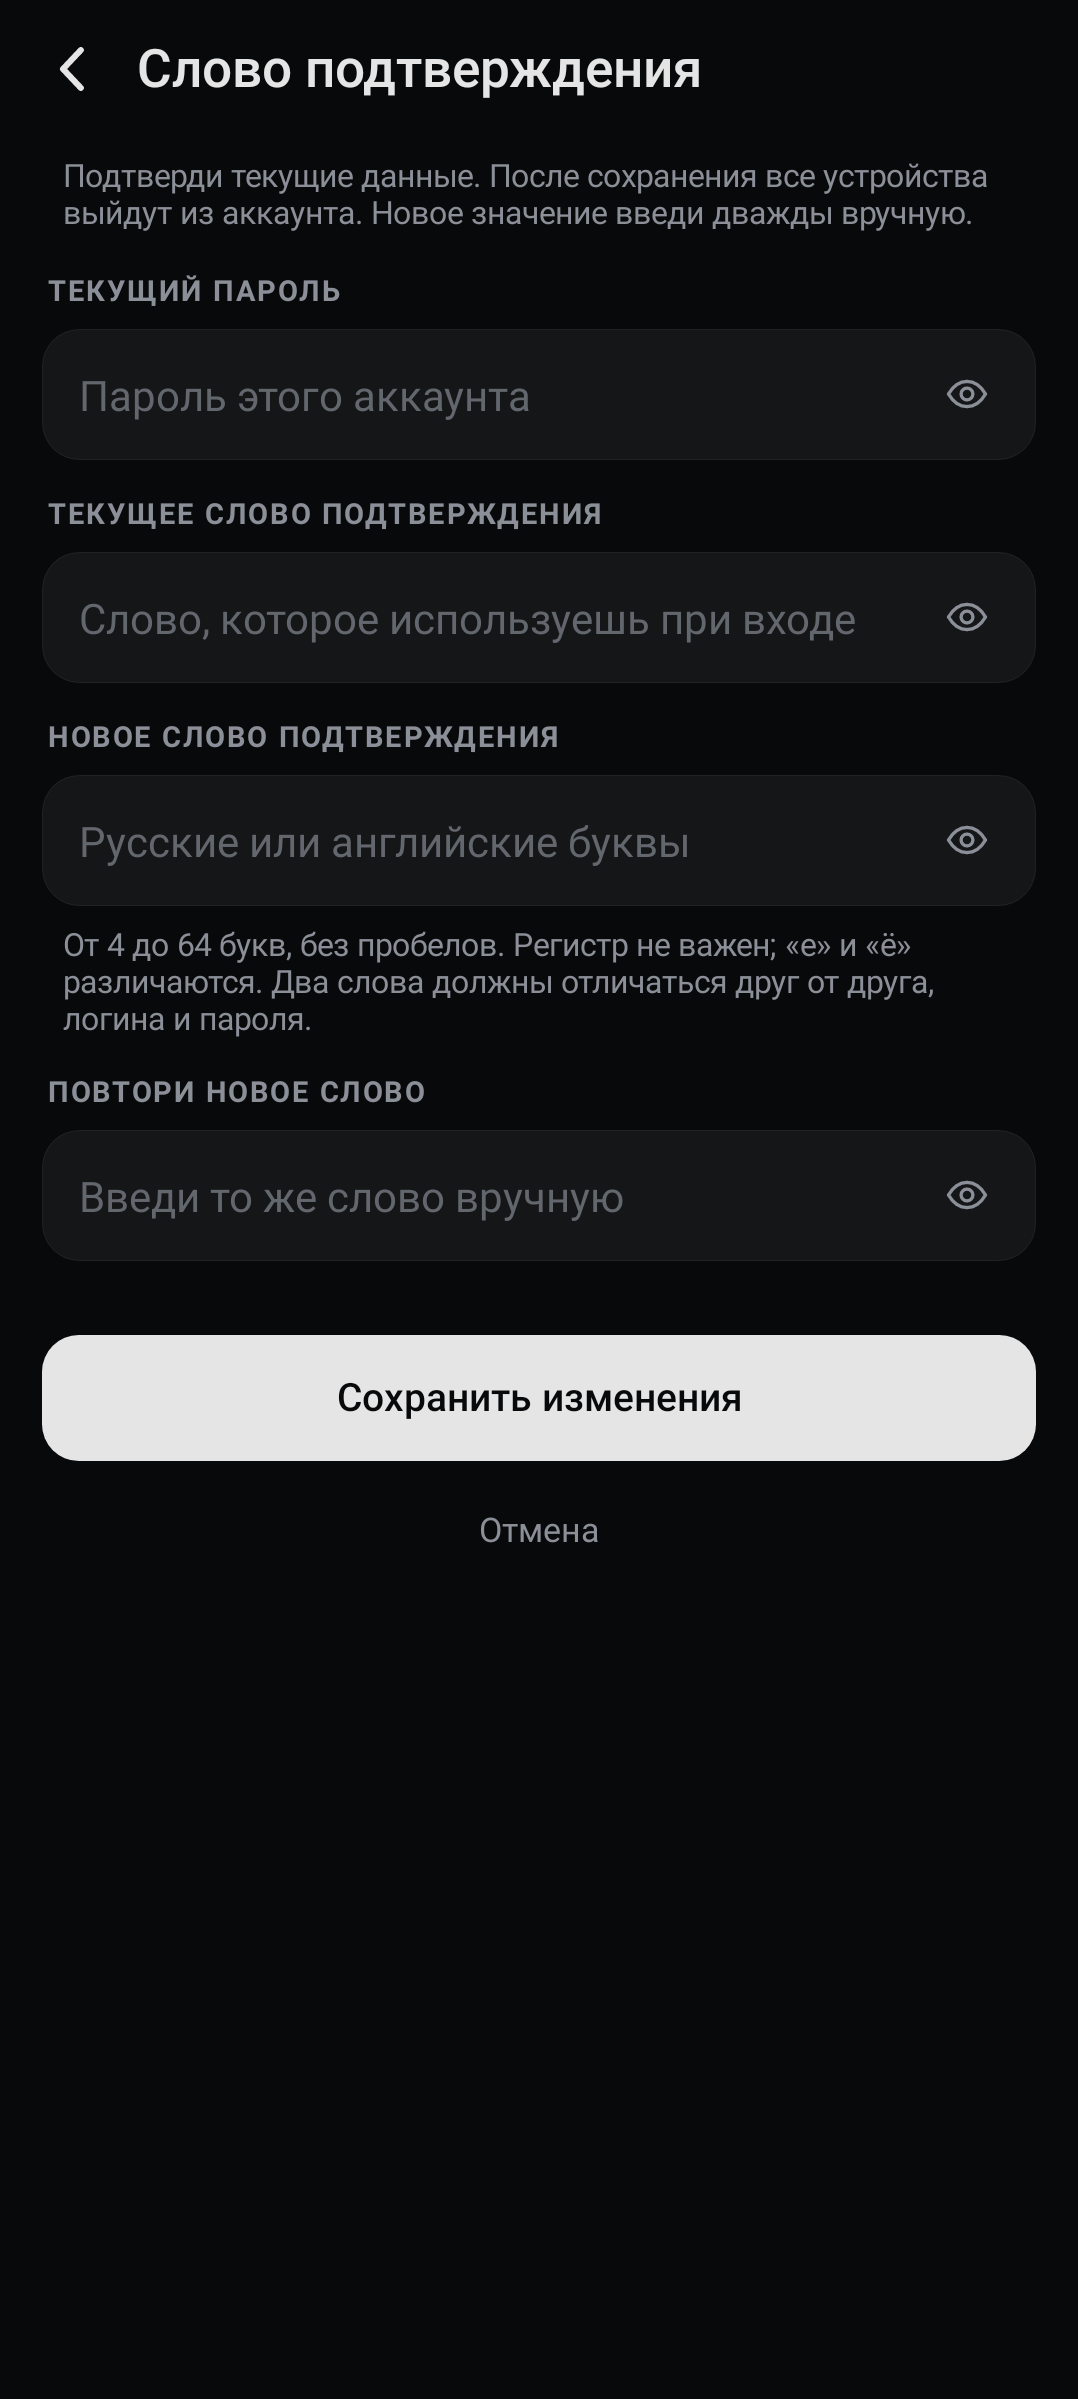 Слово подтверждения
Подтверди текущие данные. После сохранения все устройства
выйдут из аккаунта. Новое значение введи дважды вручную.
ТЕКУЩИЙ ПАРОЛЬ
Пароль этого аккаунта
ТЕКУЩЕЕ СЛОВО ПОДТВЕРЖДЕНИЯ
Слово, которое используешь при входе
НОВОЕ СЛОВО ПОДТВЕРЖДЕНИЯ
Русские или английские буквы
От 4 до 64 букв, без пробелов. Регистр не важен; «е» и «ё»
различаются. Два слова должны отличаться друг от друга,
логина и пароля.
ПОВТОРИ НОВОЕ СЛОВО
Введи то же слово вручную
Сохранить изменения
Отмена